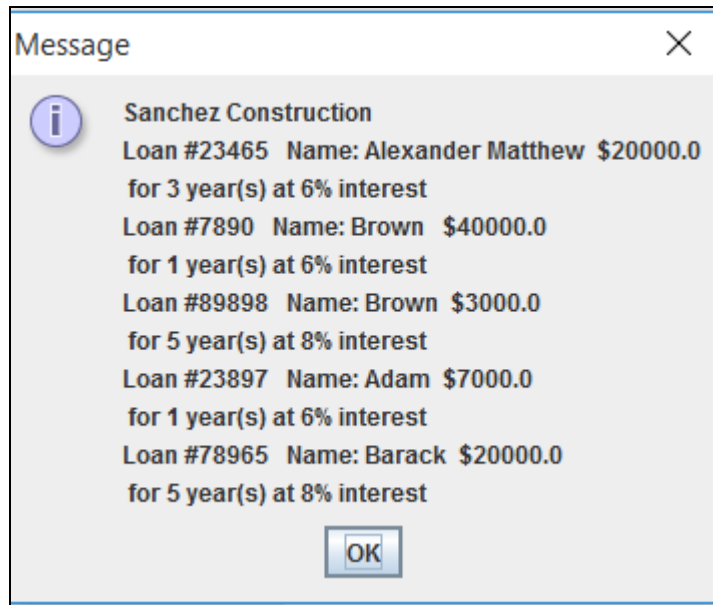 Message
Sanchez Construction
Loan #23465 Name: Alexander Matthew $20000.0
for 3 year(s) at 6% interest
Loan #7890 Name: Brown $40000.0
for 1 year(s) at 6% interest
Loan #89898 Name: Brown $3000.0
for 5 year(s) at 8% interest
Loan #23897 Name: Adam $7000.0
for 1 year(s) at 6% interest
Loan #78965 Name: Barack $20000.0
for 5 year(s) at 8% interest
OK